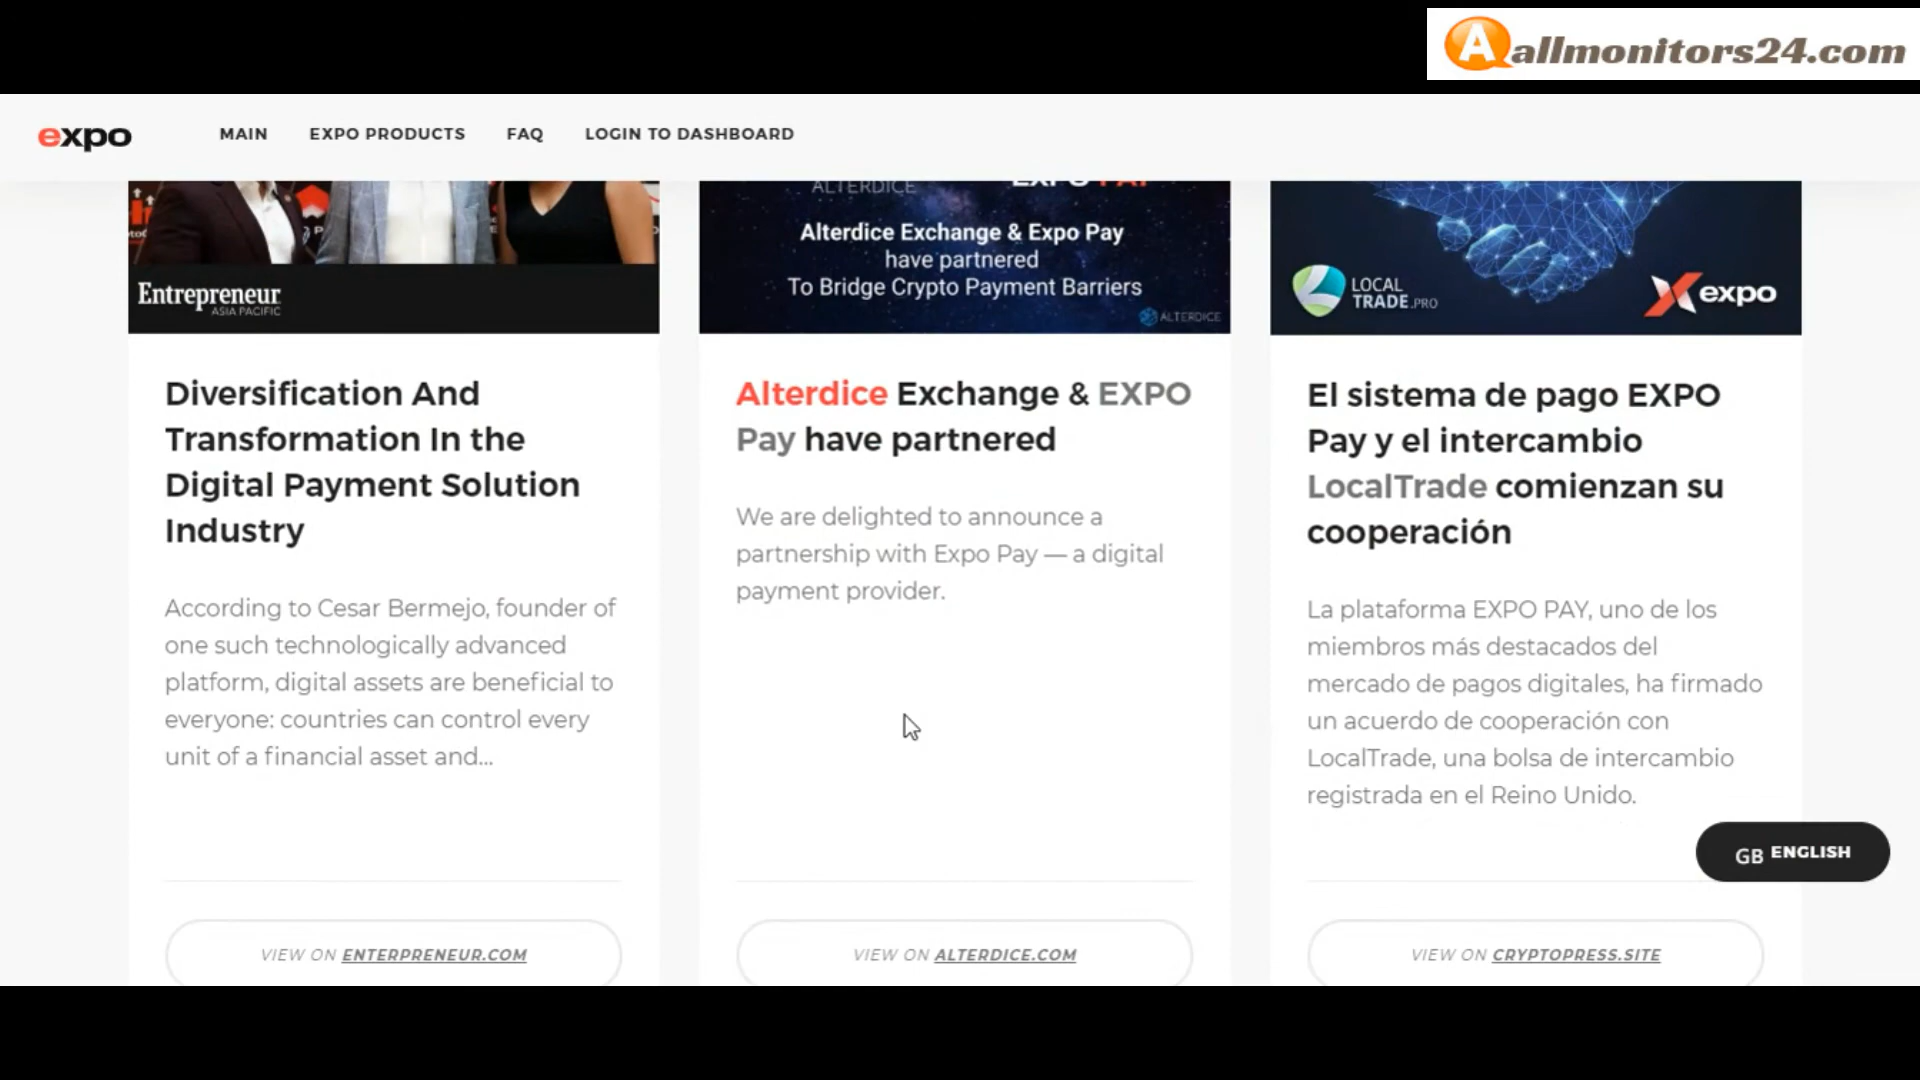 allmonitors24.com
expo
MAIN
EXPO PRODUCTS
FAQ
LOGIN TO DASHBOARD
Entrepreneur
ASIA PACIFIC
ALTERDICE
EXPO PAY
Alterdice Exchange & Expo Pay
have partnered
To Bridge Crypto Payment Barriers
ALTERDICE
LOCAL
TRADE.PRO
expo
Diversification And
Transformation In the
Digital Payment Solution
Industry
According to Cesar Bermejo, founder of
one such technologically advanced
platform, digital assets are beneficial to
everyone: countries can control every
unit of a financial asset and...
VIEW ON ENTERPRENEUR.COM
Alterdice Exchange & EXPO
Pay have partnered
We are delighted to announce a
partnership with Expo Pay — a digital
payment provider.
VIEW ON ALTERDICE.COM
El sistema de pago EXPO
Pay y el intercambio
LocalTrade comienzan su
cooperación
La plataforma EXPO PAY, uno de los
miembros más destacados del
mercado de pagos digitales, ha firmado
un acuerdo de cooperación con
LocalTrade, una bolsa de intercambio
registrada en el Reino Unido.
VIEW ON CRYPTOPRESS.SITE
GB ENGLISH